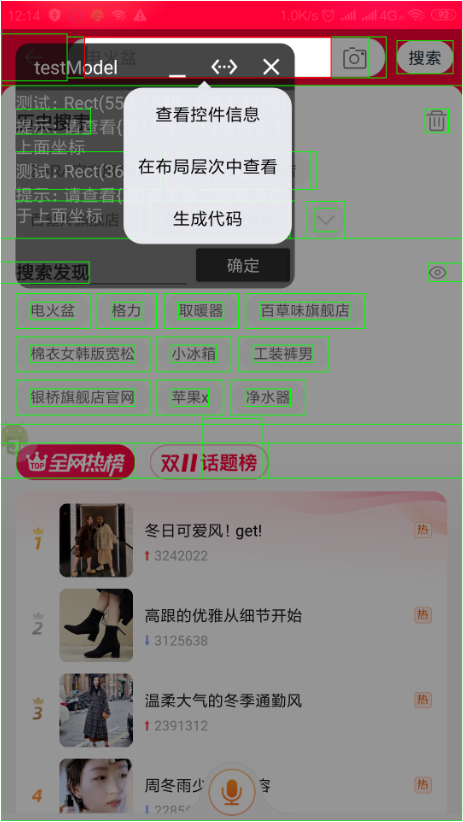 12:14 1.0K/s 4G 92
电火盆 搜索
testModel
测试：Rect(55
历史搜索
提示：请查看{
上面坐标
测试：Rect(86
提示：请查看
于上面坐标
查看控件信息
在布局层次中查看
生成代码
确定
搜索发现
电火盆 格力 取暖器 百草味旗舰店
棉衣女韩版宽松 小冰箱 工装裤男
银桥旗舰店官网 苹果x 净水器
TOP 全网热榜 双11话题榜
1 冬日可爱风！get! 热
3242022
2 高跟的优雅从细节开始 热
3125638
3 温柔大气的冬季通勤风 热
2391312
4 周冬雨少 容 热
2285